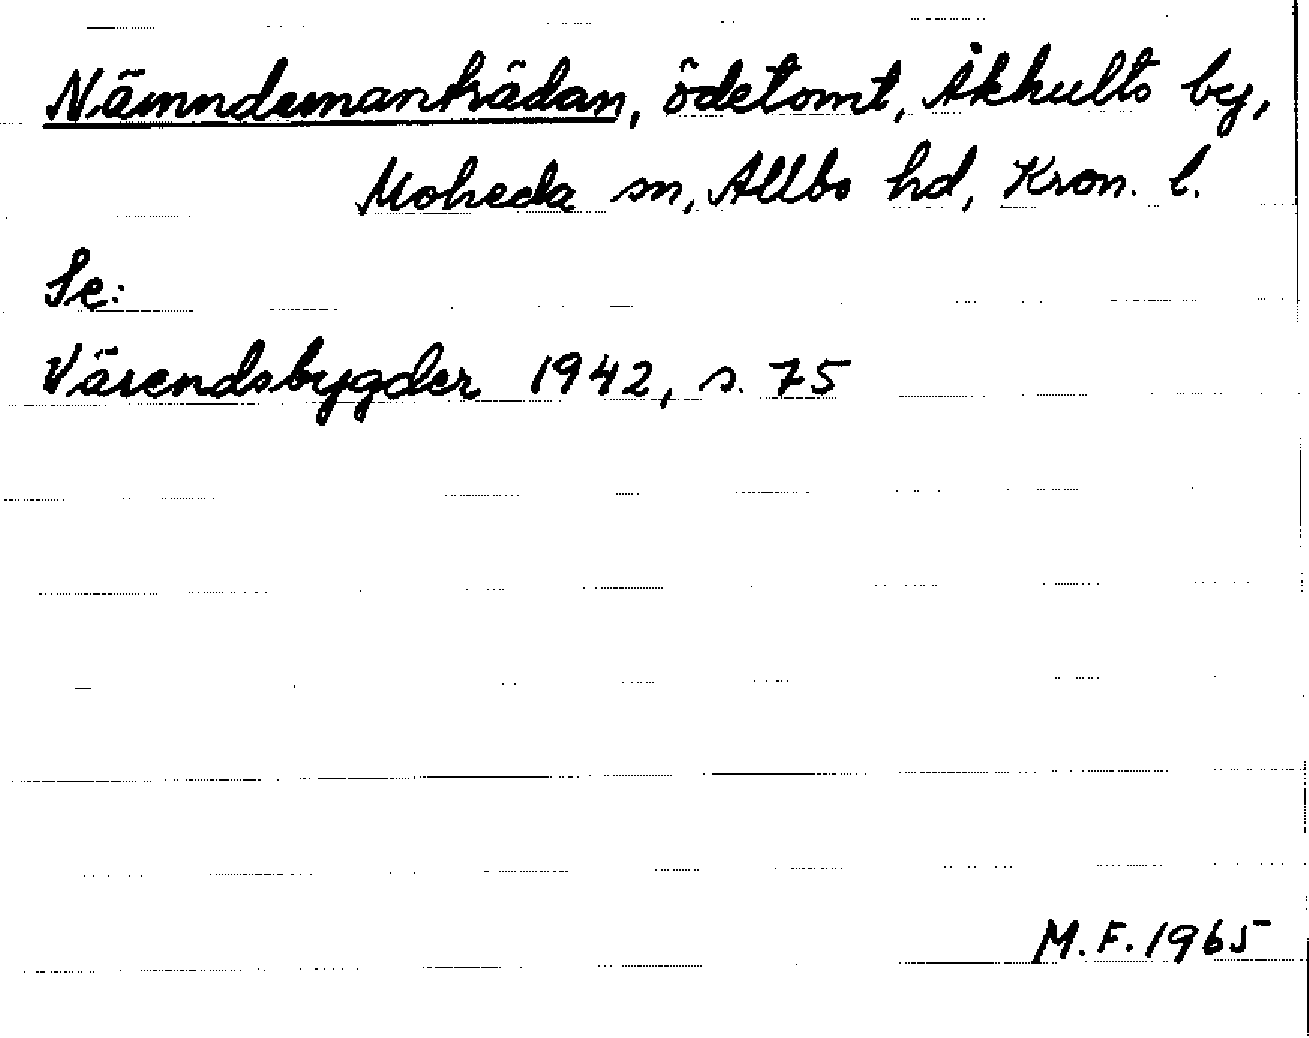 Nämndemanhädan, ödetomt, Åkhults by,
Moheda sn, Allbo hd, Kron. l.
Se:
Värendsbygder 1942, s. 75
M. F. 1965